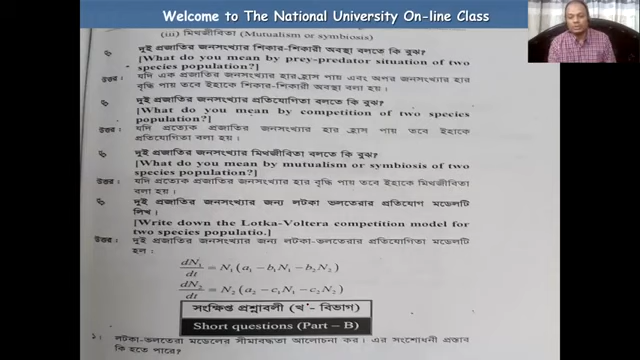 Welcome to The National University On-line Class
(iii) মিথজীবিতা (Mutualism or symbiosis)
দুই প্রজাতির জনসংখ্যার শিকার-শিকারী অবস্থা বলতে কি বুঝ?
[What do you mean by prey-predator situation of two
species population?]
উত্তর : যদি এক প্রজাতির জনসংখ্যার হার হ্রাস পায় এবং অপর জনসংখ্যার হার
বৃদ্ধি পায় তবে ইহাকে শিকার-শিকারী অবস্থা বলা হয়।
দুই প্রজাতির জনসংখ্যার প্রতিযোগিতা বলতে কি বুঝ?
[What do you mean by competition of two species
population?]
উত্তর : যদি প্রত্যেক প্রজাতির জনসংখ্যার হার হ্রাস পায় তবে ইহাকে
প্রতিযোগিতা বলা হয়।
দুই প্রজাতির জনসংখ্যার মিথজীবিতা বলতে কি বুঝ?
[What do you mean by mutualism or symbiosis of two
species population?]
উত্তর : যদি প্রত্যেক প্রজাতির জনসংখ্যার হার বৃদ্ধি পায় তবে ইহাকে মিথজীবিতা
বলা হয়।
দুই প্রজাতির জনসংখ্যার জন্য লটকা ভলতেরার প্রতিযোগ মডেলটি
লিখ।
[Write down the Lotka-Voltera competition model for
two species populatio.]
উত্তর : দুই প্রজাতির জনসংখ্যার জন্য লটকা-ভলতেরার প্রতিযোগিতা মডেলটি
হল :
dN₁/dt = N₁ (a₁ − b₁N₁ − b₂N₂)
dN₂/dt = N₂ (a₂ − c₁N₁ − c₂N₂)
সংক্ষিপ্ত প্রশ্নাবলী (খ'- বিভাগ)
Short questions (Part – B)
১। লটকা-ভলতেরা মডেলের সীমাবদ্ধতা আলোচনা কর। এর সংশোধনী প্রস্তাব
কি হতে পারে?